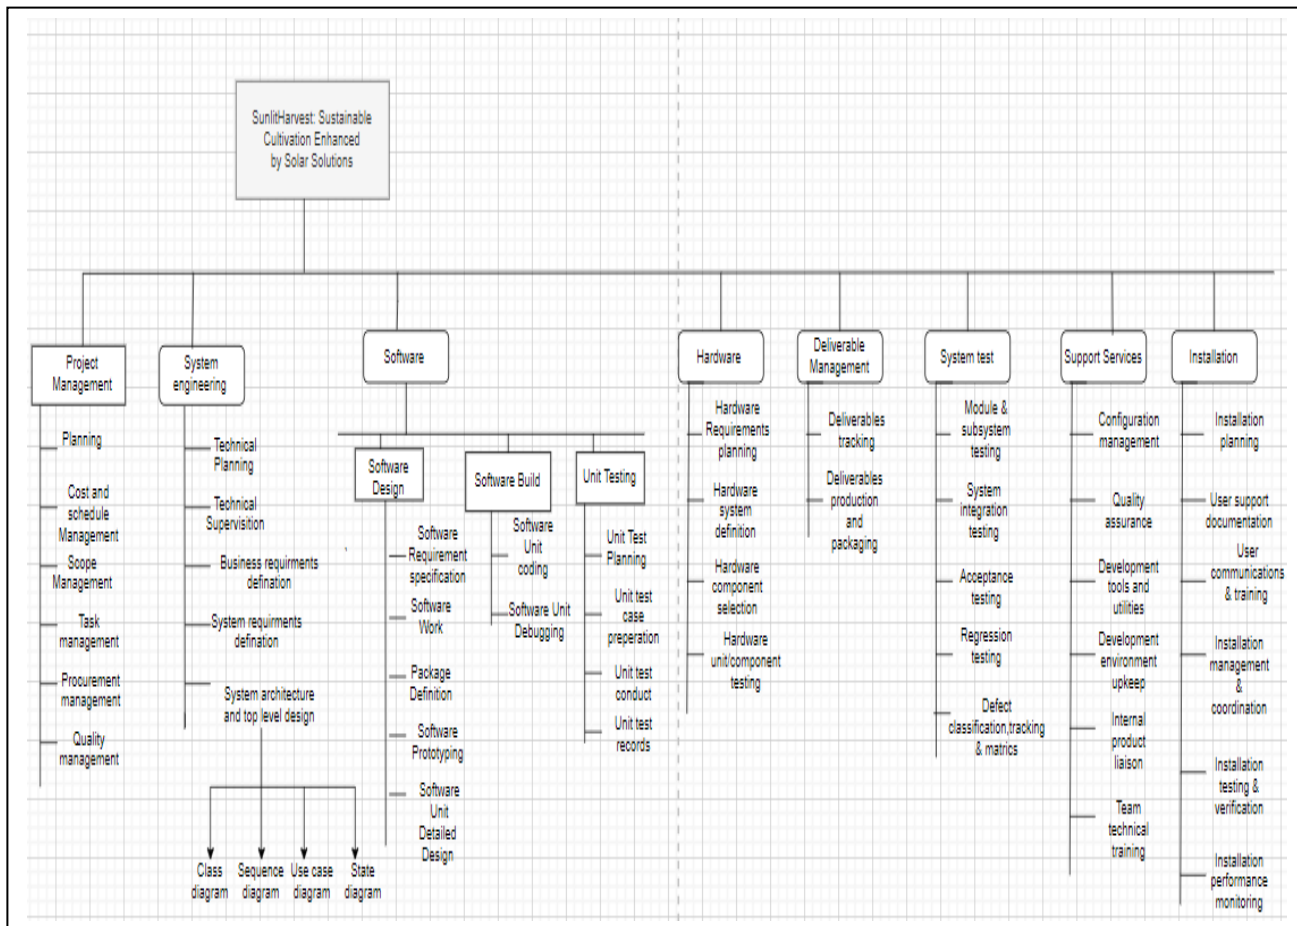 SunlitHarvest: Sustainable
Cultivation Enhanced
by Solar Solutions
Project
Management
Planning
Cost and
schedule Management
Scope
Management
Task
management
Procurement
management
Quality
management
System
engineering
Technical
Planning
Technical
Supervisition
Business requirments
defination
System requirments
defination
System architecture
and top level design
Class
diagram
Sequence
diagram
Use case
diagram
State
diagram
Software
Software
Design
Software
Requirement
specification
Software
Work
Package
Definition
Software
Prototyping
Software
Unit
Detailed
Design
Software Build
Software
Unit
coding
Software Unit
Debugging
Unit Testing
Unit Test
Planning
Unit test
case
preperation
Unit test
conduct
Unit test
records
Hardware
Hardware
Requirements
planning
Hardware
system
definition
Hardware
component
selection
Hardware
unit/component
testing
Deliverable
Management
Deliverables
tracking
Deliverables
production
and
packaging
System test
Module &
subsystem
testing
System
integration
testing
Acceptance
testing
Regression
testing
Defect
classification,tracking
& matrics
Support Services
Configuration
management
Quality
assurance
Development
tools and
utilities
Development
environment
upkeep
Internal
product
liaison
Team
technical
training
Installation
Installation
planning
User support
documentation
User
communications
& training
Installation
management
&
coordination
Installation
testing &
verification
Installation
performance
monitoring